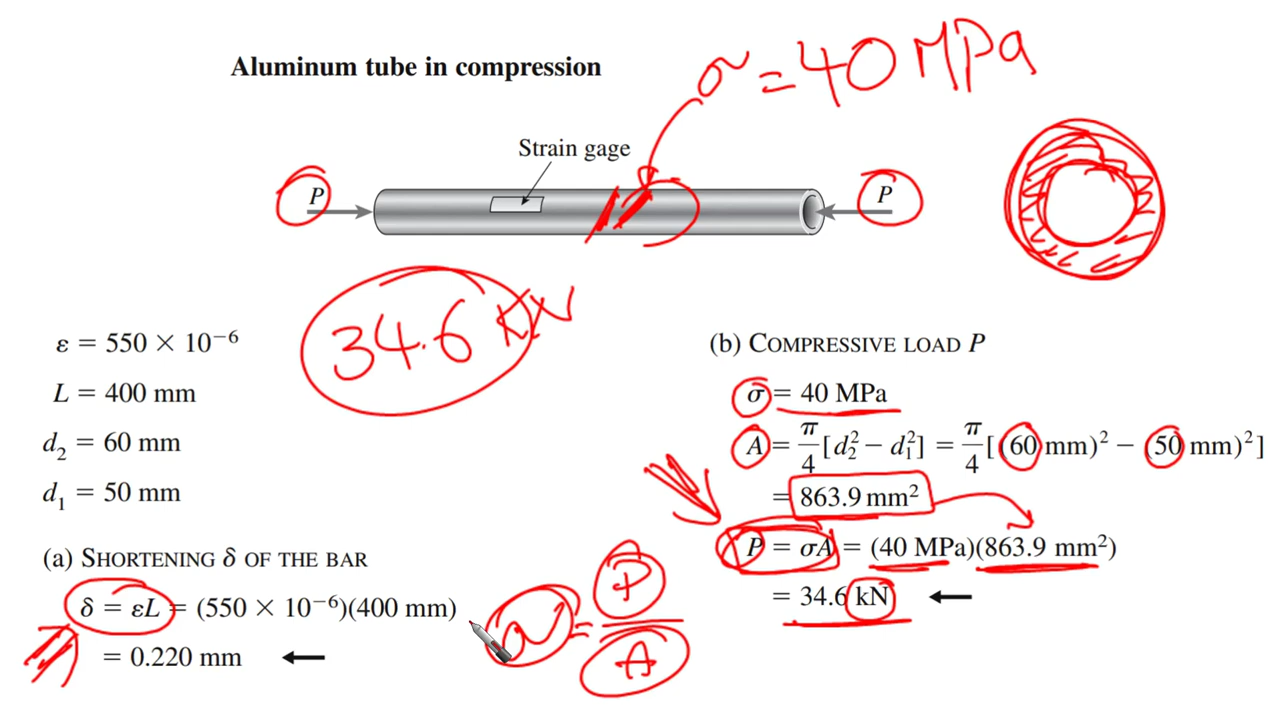 Aluminum tube in compression
σ = 40 MPa
Strain gage
P
P
34.6 KN
ε = 550 × 10⁻⁶
L = 400 mm
d₂ = 60 mm
d₁ = 50 mm
(a) SHORTENING δ OF THE BAR
δ = εL = (550 × 10⁻⁶)(400 mm)
= 0.220 mm
σ = P/A
(b) COMPRESSIVE LOAD P
σ = 40 MPa
A = π/4[d₂² − d₁²] = π/4[(60 mm)² − (50 mm)²]
= 863.9 mm²
P = σA = (40 MPa)(863.9 mm²)
= 34.6 kN